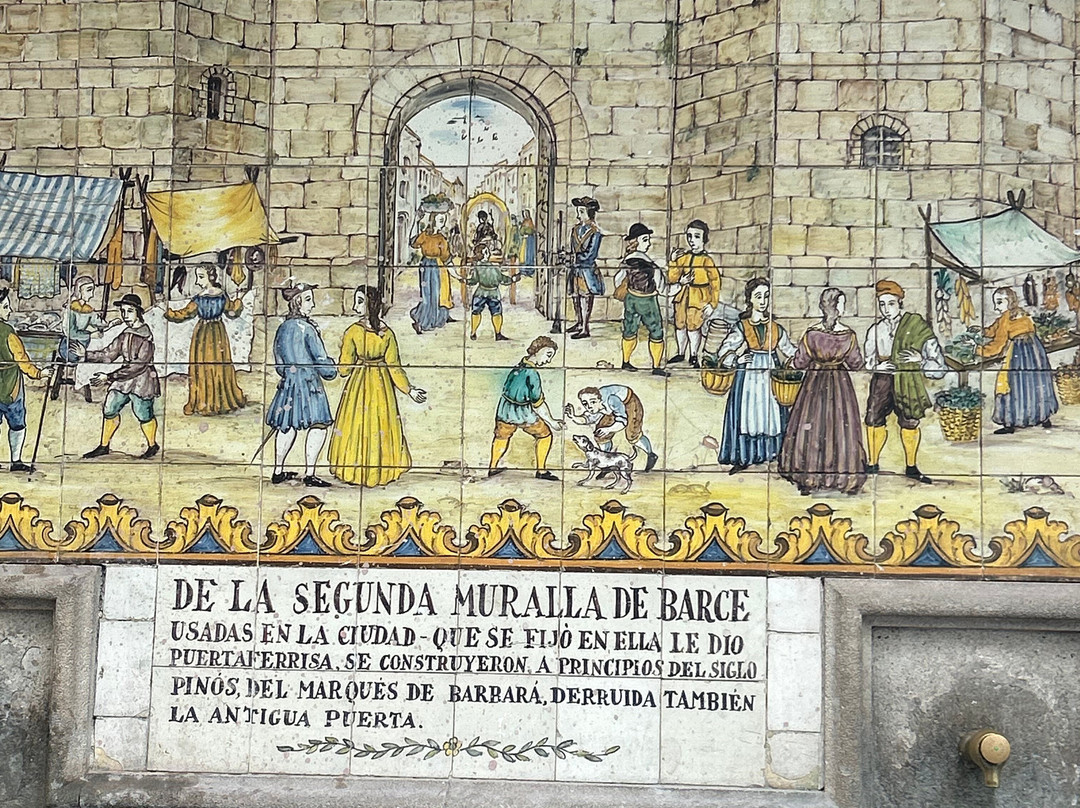 DE LA SEGUNDA MURALLA DE BARCE
USADAS EN LA CIUDAD-QUE SE FIJÒ EN ELLA LE DIO
PUERTAFERRISA, SE CONSTRUYERON, A PRINCIPIOS DEL SIGLO
PINÓS, DEL MARQUÉS DE BARBARÁ, DERRUIDA TAMBIÉN
LA ANTIGUA PUERTA.